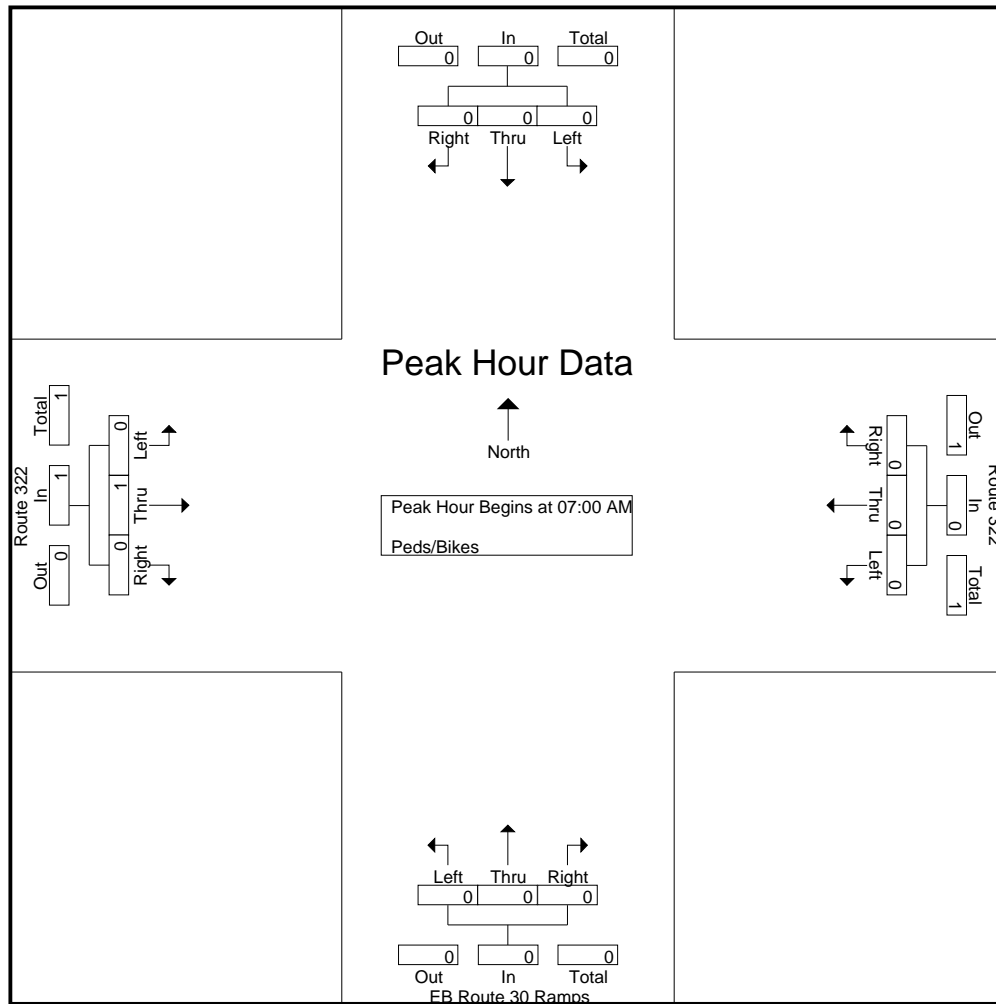 Out In Total
0 0 0
0 0 0
Right Thru Left
Peak Hour Data
North
Peak Hour Begins at 07:00 AM
Peds/Bikes
Route 322
Out In Total
0 1 1
0 1 0
Right Thru Left
Route 322
Out In Total
1 0 1
0 0 0
Right Thru Left
Left Thru Right
0 0 0
0 0 0
Out In Total
EB Route 30 Ramps